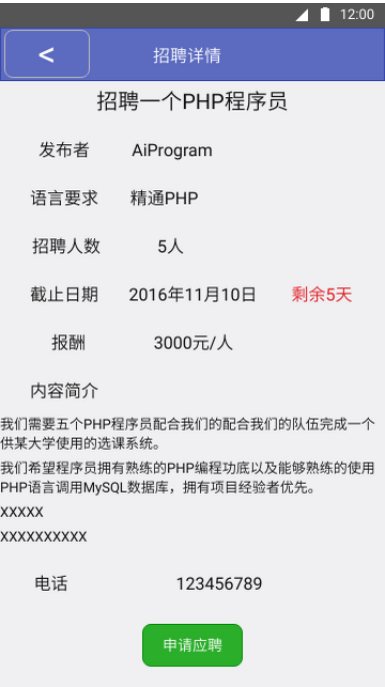 12:00
< 招聘详情
招聘一个PHP程序员
发布者 AiProgram
语言要求 精通PHP
招聘人数 5人
截止日期 2016年11月10日 剩余5天
报酬 3000元/人
内容简介
我们需要五个PHP程序员配合我们的配合我们的队伍完成一个
供某大学使用的选课系统。
我们希望程序员拥有熟练的PHP编程功底以及能够熟练的使用
PHP语言调用MySQL数据库，拥有项目经验者优先。
XXXXX
XXXXXXXXXX
电话 123456789
申请应聘